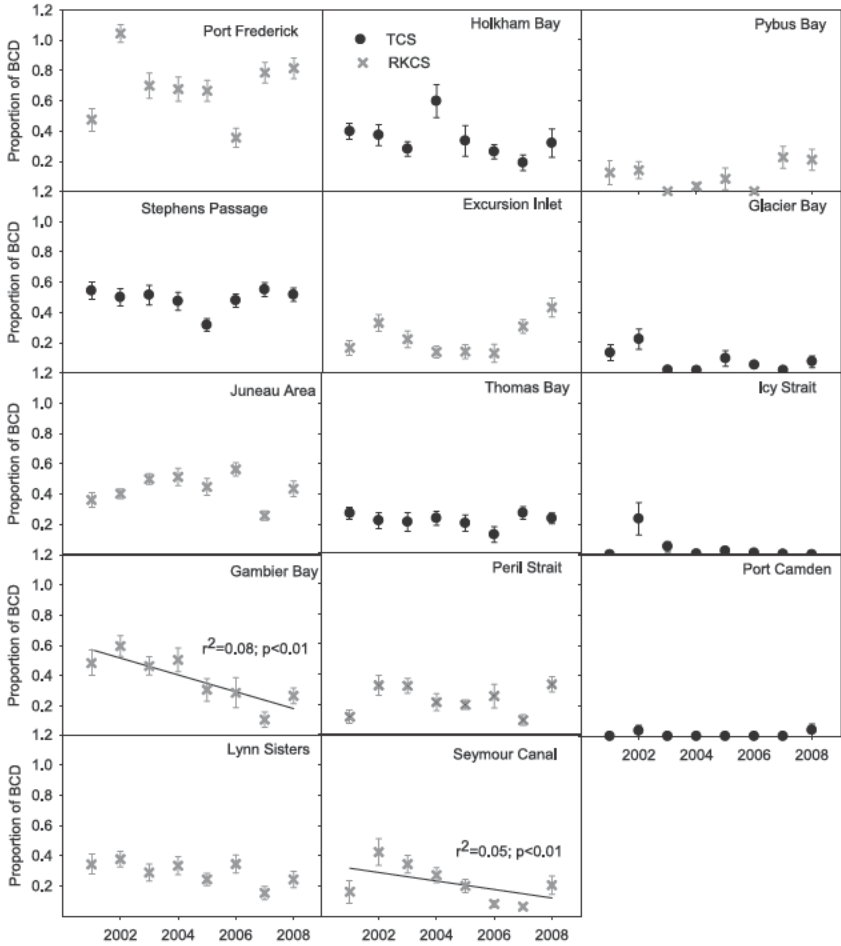 Proportion of BCD
1.2
1.0
0.8
0.6
0.4
0.2
Port Frederick
Holkham Bay
TCS
RKCS
Pybus Bay
Proportion of BCD
1.2
1.0
0.8
0.6
0.4
0.2
Stephens Passage
Excursion Inlet
Glacier Bay
Proportion of BCD
1.2
1.0
0.8
0.6
0.4
0.2
Juneau Area
Thomas Bay
Icy Strait
Proportion of BCD
1.2
1.0
0.8
0.6
0.4
0.2
Gambier Bay
r²=0.08; p<0.01
Peril Strait
Port Camden
2002 2004 2006 2008
Proportion of BCD
1.2
1.0
0.8
0.6
0.4
0.2
Lynn Sisters
Seymour Canal
r²=0.05; p<0.01
2002 2004 2006 2008
2002 2004 2006 2008